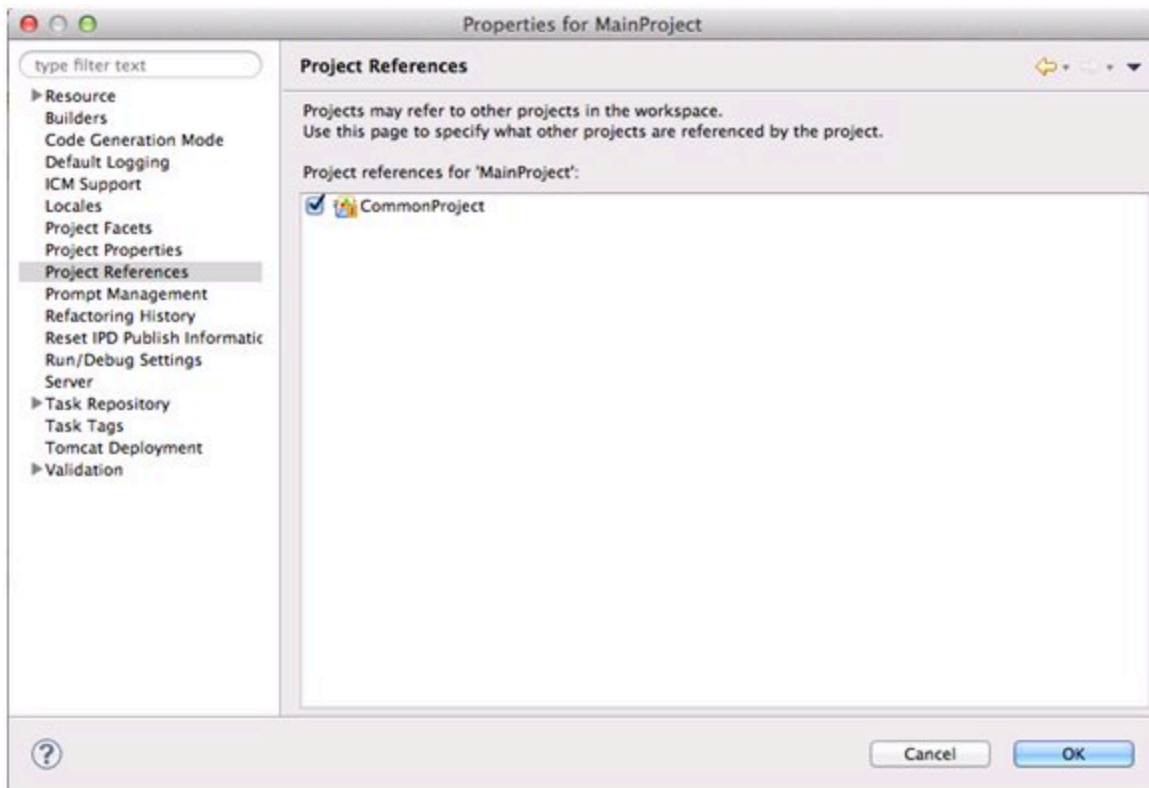 Properties for MainProject
type filter text
Resource
Builders
Code Generation Mode
Default Logging
ICM Support
Locales
Project Facets
Project Properties
Project References
Prompt Management
Refactoring History
Reset IPD Publish Informatic
Run/Debug Settings
Server
Task Repository
Task Tags
Tomcat Deployment
Validation
Project References
Projects may refer to other projects in the workspace.
Use this page to specify what other projects are referenced by the project.
Project references for 'MainProject':
CommonProject
?
Cancel
OK